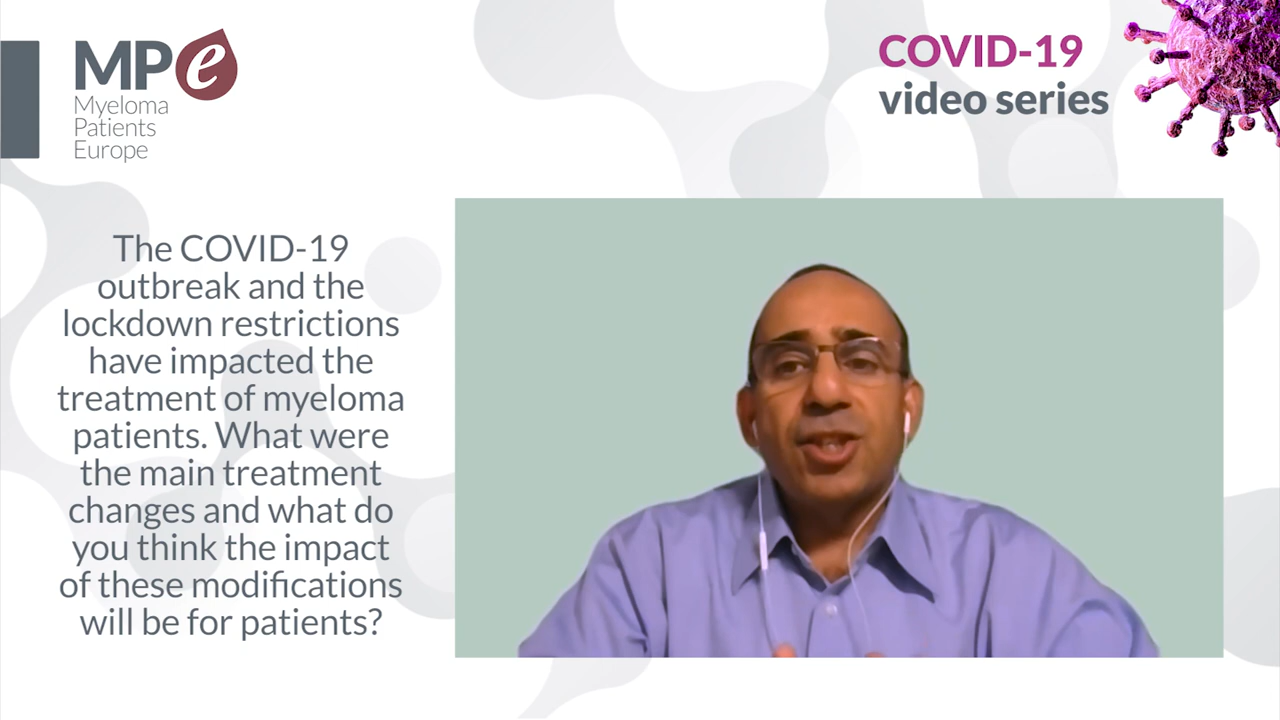 MPe
Myeloma
Patients
Europe
COVID-19
video series
The COVID-19
outbreak and the
lockdown restrictions
have impacted the
treatment of myeloma
patients. What were
the main treatment
changes and what do
you think the impact
of these modifications
will be for patients?